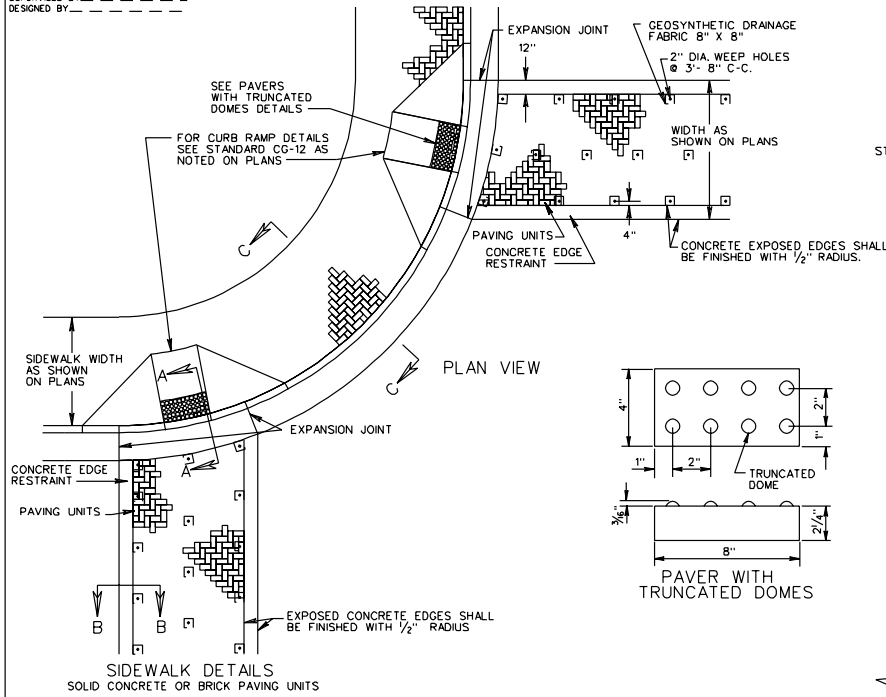 DESIGNED BY
EXPANSION JOINT
12"
GEOSYNTHETIC DRAINAGE
FABRIC 8" X 8"
2" DIA. WEEP HOLES
@ 3'- 8" C-C.
SEE PAVERS
WITH TRUNCATED
DOMES DETAILS
FOR CURB RAMP DETAILS
SEE STANDARD CG-12 AS
NOTED ON PLANS
WIDTH AS
SHOWN ON PLANS
C
PAVING UNITS
4"
CONCRETE EDGE
RESTRAINT
CONCRETE EXPOSED EDGES SHALL
BE FINISHED WITH 1/2" RADIUS.
SIDEWALK WIDTH
AS SHOWN
ON PLANS
A
C
PLAN VIEW
EXPANSION JOINT
A
CONCRETE EDGE
RESTRAINT
PAVING UNITS
B
B
EXPOSED CONCRETE EDGES SHALL
BE FINISHED WITH 1/2" RADIUS
SIDEWALK DETAILS
SOLID CONCRETE OR BRICK PAVING UNITS
4"
2"
1"
1"
2"
TRUNCATED
DOME
3/16"
2 1/4"
8"
PAVER WITH
TRUNCATED DOMES